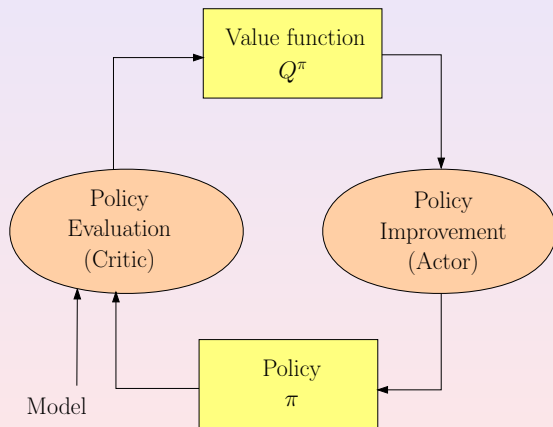 Value function
Q^π
Policy
Evaluation
(Critic)
Policy
Improvement
(Actor)
Policy
π
Model